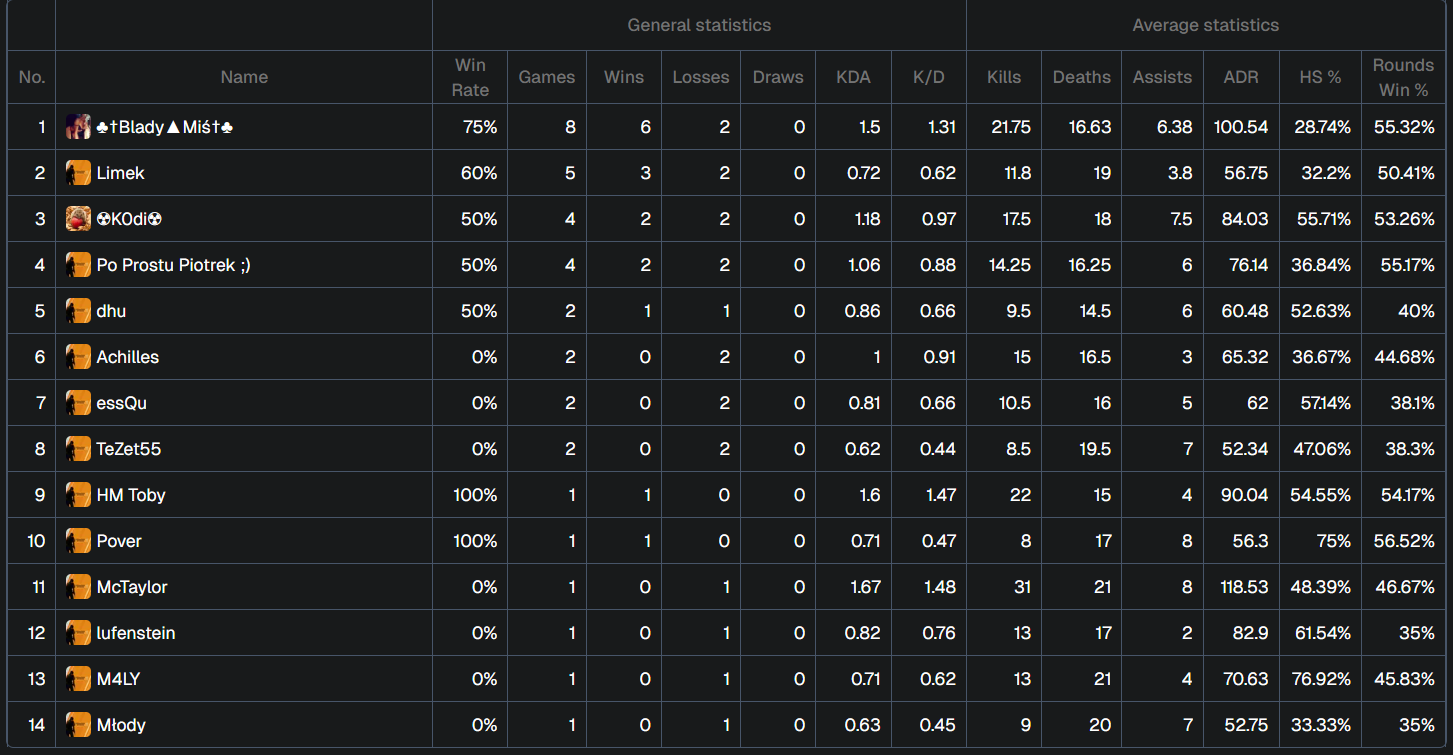 General statistics Average statistics
No. Name Win Rate Games Wins Losses Draws KDA K/D Kills Deaths Assists ADR HS % Rounds Win %
1 ♣†Blady▲Miś†♣ 75% 8 6 2 0 1.5 1.31 21.75 16.63 6.38 100.54 28.74% 55.32%
2 Limek 60% 5 3 2 0 0.72 0.62 11.8 19 3.8 56.75 32.2% 50.41%
3 ☢K0di☢ 50% 4 2 2 0 1.18 0.97 17.5 18 7.5 84.03 55.71% 53.26%
4 Po Prostu Piotrek ;) 50% 4 2 2 0 1.06 0.88 14.25 16.25 6 76.14 36.84% 55.17%
5 dhu 50% 2 1 1 0 0.86 0.66 9.5 14.5 6 60.48 52.63% 40%
6 Achilles 0% 2 0 2 0 1 0.91 15 16.5 3 65.32 36.67% 44.68%
7 essQu 0% 2 0 2 0 0.81 0.66 10.5 16 5 62 57.14% 38.1%
8 TeZet55 0% 2 0 2 0 0.62 0.44 8.5 19.5 7 52.34 47.06% 38.3%
9 HM Toby 100% 1 1 0 0 1.6 1.47 22 15 4 90.04 54.55% 54.17%
10 Pover 100% 1 1 0 0 0.71 0.47 8 17 8 56.3 75% 56.52%
11 McTaylor 0% 1 0 1 0 1.67 1.48 31 21 8 118.53 48.39% 46.67%
12 lufenstein 0% 1 0 1 0 0.82 0.76 13 17 2 82.9 61.54% 35%
13 M4LY 0% 1 0 1 0 0.71 0.62 13 21 4 70.63 76.92% 45.83%
14 Młody 0% 1 0 1 0 0.63 0.45 9 20 7 52.75 33.33% 35%